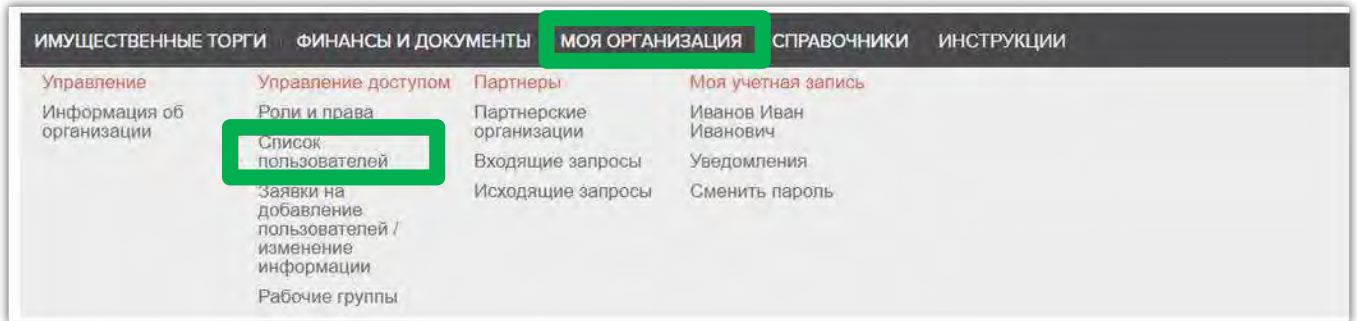 ИМУЩЕСТВЕННЫЕ ТОРГИ ФИНАНСЫ И ДОКУМЕНТЫ МОЯ ОРГАНИЗАЦИЯ СПРАВОЧНИКИ ИНСТРУКЦИИ
Управление
Информация об
организации
Управление доступом
Роли и права
Список
пользователей
Заявки на
добавление
пользователей /
изменение
информации
Рабочие группы
Партнеры
Партнерские
организации
Входящие запросы
Исходящие запросы
Моя учетная запись
Иванов Иван
Иванович
Уведомления
Сменить пароль